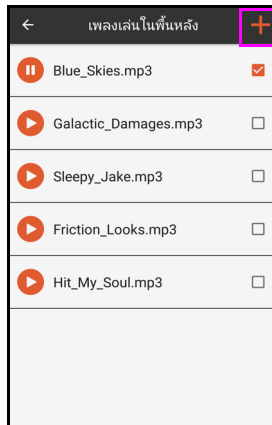 เพลงเล่นในพื้นหลัง
Blue_Skies.mp3
Galactic_Damages.mp3
Sleepy_Jake.mp3
Friction_Looks.mp3
Hit_My_Soul.mp3